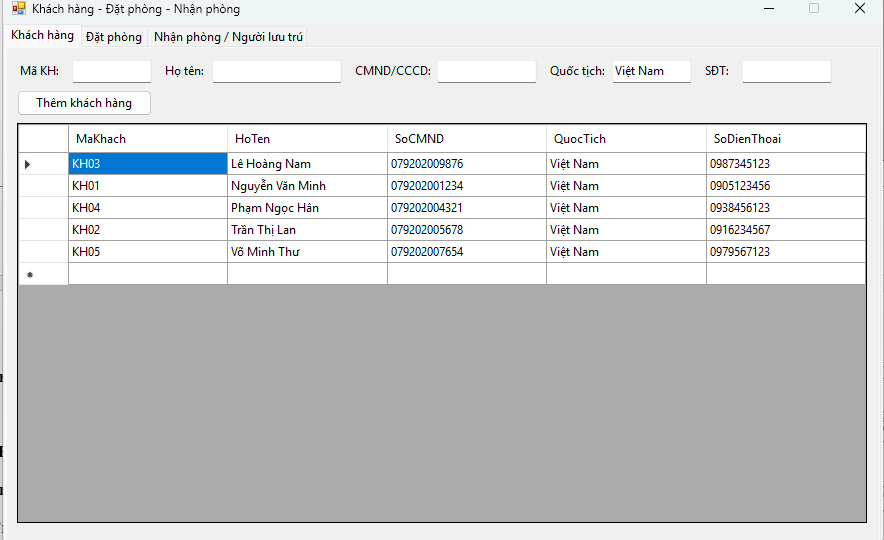 Khách hàng - Đặt phòng - Nhận phòng
Khách hàng Đặt phòng Nhận phòng / Người lưu trú
Mã KH: Họ tên: CMND/CCCD: Quốc tịch: Việt Nam SĐT:
Thêm khách hàng
MaKhach HoTen SoCMND QuocTich SoDienThoai
KH03 Lê Hoàng Nam 079202009876 Việt Nam 0987345123
KH01 Nguyễn Văn Minh 079202001234 Việt Nam 0905123456
KH04 Phạm Ngọc Hân 079202004321 Việt Nam 0938456123
KH02 Trần Thị Lan 079202005678 Việt Nam 0916234567
KH05 Võ Minh Thư 079202007654 Việt Nam 0979567123